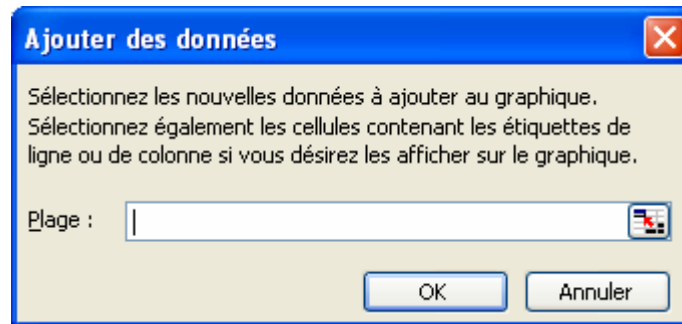 Ajouter des données
Sélectionnez les nouvelles données à ajouter au graphique.
Sélectionnez également les cellules contenant les étiquettes de
ligne ou de colonne si vous désirez les afficher sur le graphique.
Plage :
OK Annuler